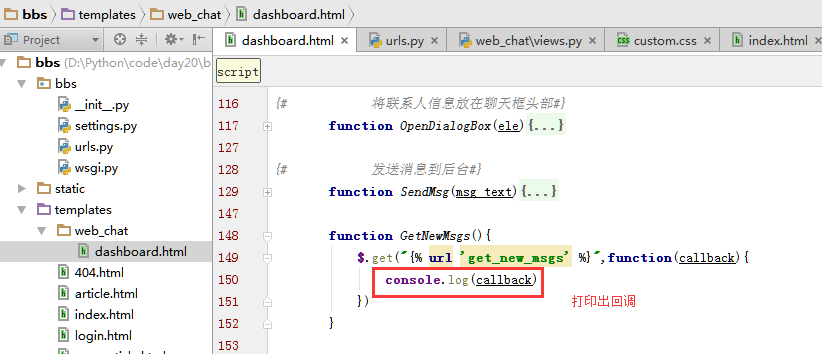 bbs templates web_chat dashboard.html
Project
dashboard.html urls.py web_chat\views.py custom.css index.html
bbs (D:\Python\code\day20\b
bbs
__init__.py
settings.py
urls.py
wsgi.py
static
templates
web_chat
dashboard.html
404.html
article.html
index.html
login.html
script
116 {# 将联系人信息放在聊天框头部#}
117 function OpenDialogBox(ele){...}
127
128 {# 发送消息到后台#}
129 function SendMsg(msg_text){...}
147
148 function GetNewMsgs(){
149 $.get("{% url 'get_new_msgs' %}",function(callback){
150 console.log(callback)
151 })
152 }
153
打印出回调